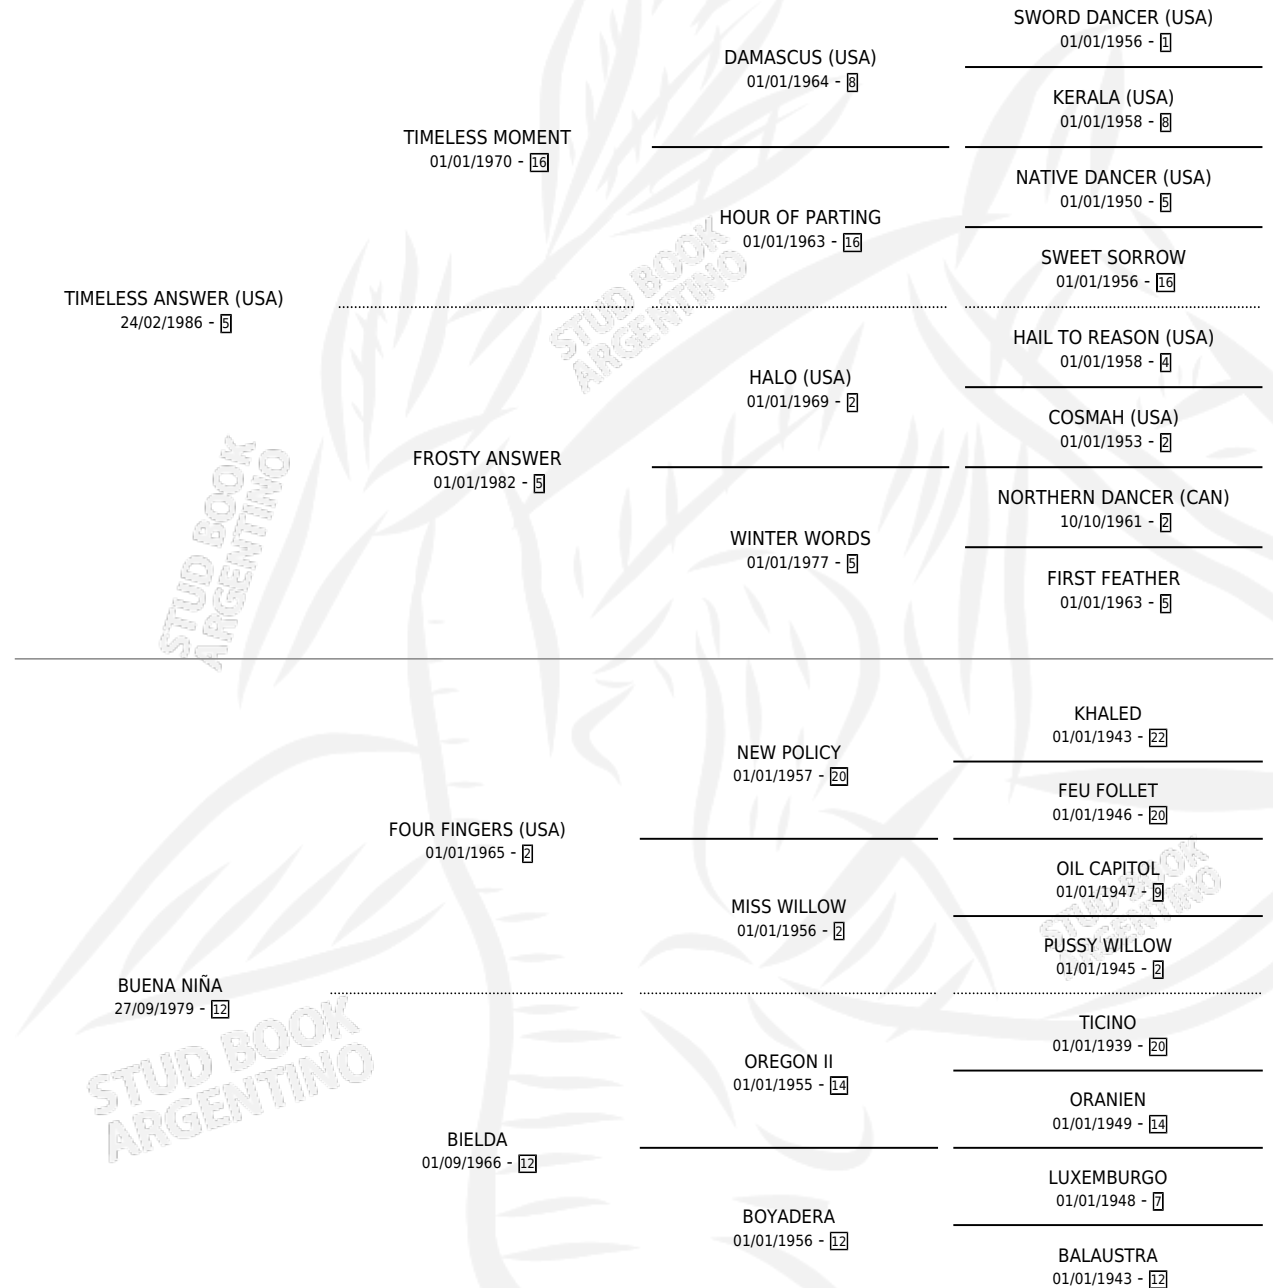 SWORD DANCER (USA)
01/01/1956 - 1
DAMASCUS (USA)
01/01/1964 - 8
KERALA (USA)
01/01/1958 - 8
TIMELESS MOMENT
01/01/1970 - 16
NATIVE DANCER (USA)
01/01/1950 - 5
HOUR OF PARTING
01/01/1963 - 16
SWEET SORROW
01/01/1956 - 16
TIMELESS ANSWER (USA)
24/02/1986 - 5
HAIL TO REASON (USA)
01/01/1958 - 4
HALO (USA)
01/01/1969 - 2
COSMAH (USA)
01/01/1953 - 2
FROSTY ANSWER
01/01/1982 - 5
NORTHERN DANCER (CAN)
10/10/1961 - 2
WINTER WORDS
01/01/1977 - 5
FIRST FEATHER
01/01/1963 - 5
STUD BOOK
ARGENTINO
STUD BOOK
ARGENTINO
KHALED
01/01/1943 - 22
NEW POLICY
01/01/1957 - 20
FEU FOLLET
01/01/1946 - 20
FOUR FINGERS (USA)
01/01/1965 - 2
OIL CAPITOL
01/01/1947 - 9
MISS WILLOW
01/01/1956 - 2
PUSSY WILLOW
01/01/1945 - 2
STUD BOOK
ARGENTINO
BUENA NIÑA
27/09/1979 - 12
TICINO
01/01/1939 - 20
OREGON II
01/01/1955 - 14
ORANIEN
01/01/1949 - 14
BIELDA
01/09/1966 - 12
LUXEMBURGO
01/01/1948 - 7
BOYADERA
01/01/1956 - 12
BALAUSTRA
01/01/1943 - 12
STUD BOOK
ARGENTINO